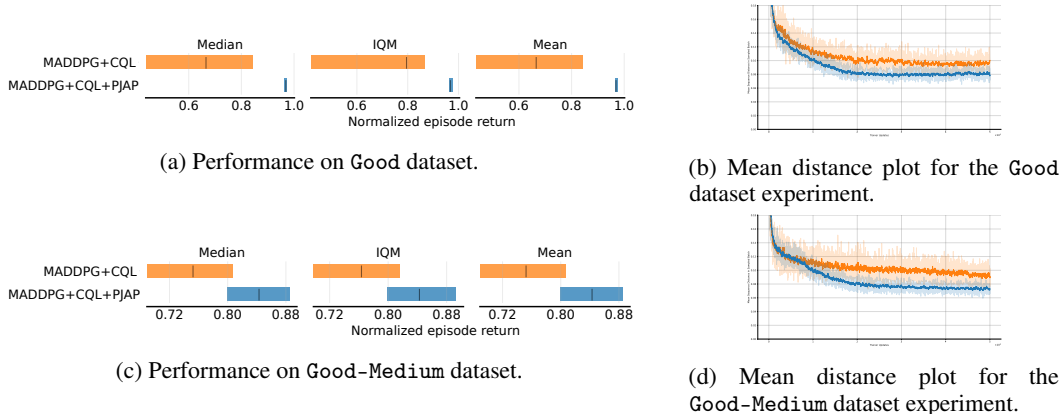 Median IQM Mean
MADDPG+CQL
MADDPG+CQL+PJAP
0.6 0.8 1.0 0.6 0.8 1.0 0.6 0.8 1.0
Normalized episode return
(a) Performance on Good dataset.
(b) Mean distance plot for the Good
dataset experiment.
Median IQM Mean
MADDPG+CQL
MADDPG+CQL+PJAP
0.72 0.80 0.88 0.72 0.80 0.88 0.72 0.80 0.88
Normalized episode return
(c) Performance on Good-Medium dataset.
(d) Mean distance plot for the
Good-Medium dataset experiment.